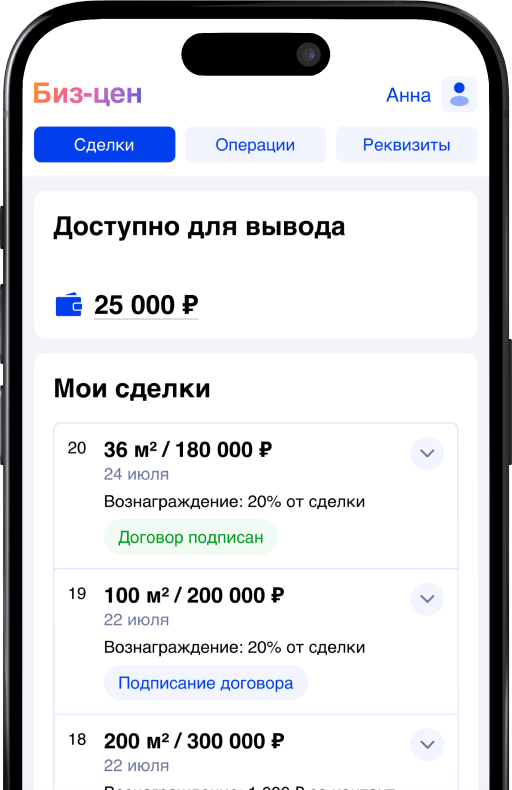 Биз-цен
Анна
Сделки
Операции
Реквизиты
Доступно для вывода
25 000 ₽
Мои сделки
20
36 м² / 180 000 ₽
24 июля
Вознаграждение: 20% от сделки
Договор подписан
19
100 м² / 200 000 ₽
22 июля
Вознаграждение: 20% от сделки
Подписание договора
18
200 м² / 300 000 ₽
22 июля